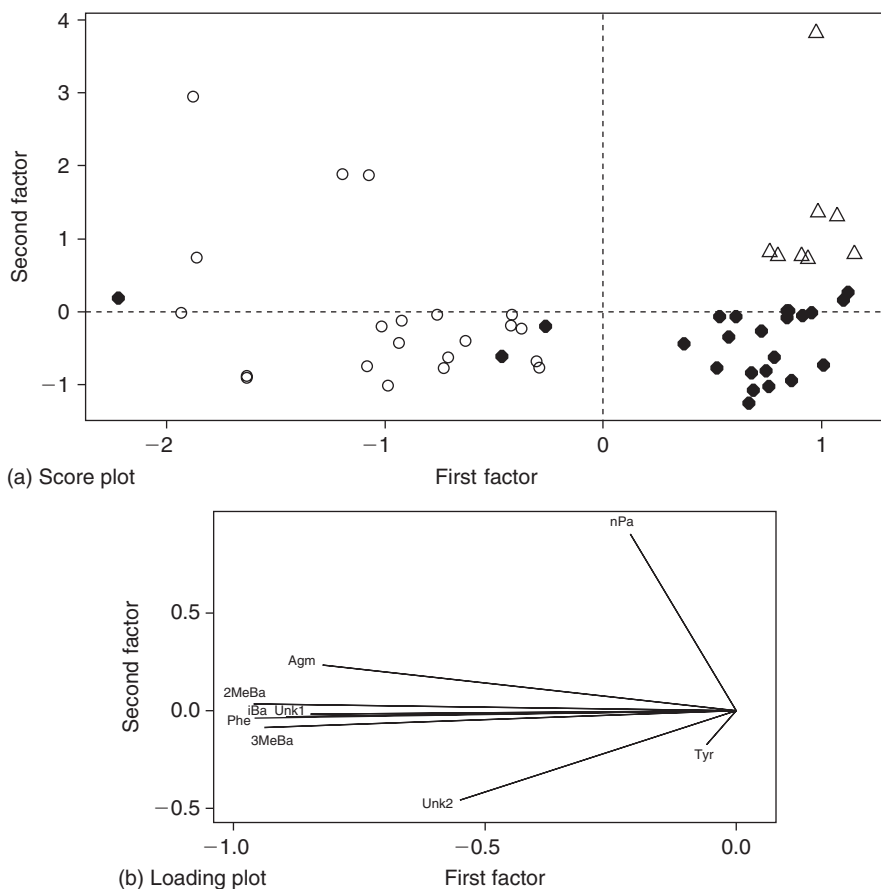 4
3
2
1
0
−1
Second factor
−2
−1
0
1
(a) Score plot
First factor
nPa
0.5
Agm
2MeBa
iBa Unk1
0.0
Phe
3MeBa
Tyr
Unk2
−0.5
Second factor
−1.0
−0.5
0.0
(b) Loading plot
First factor